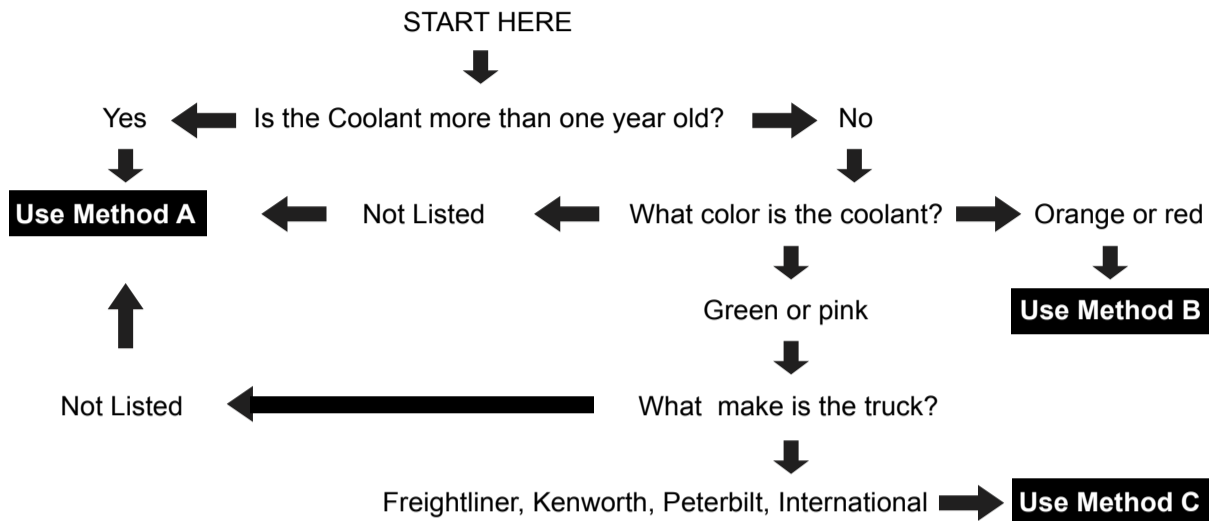 START HERE
Yes
Is the Coolant more than one year old?
No
Use Method A
Not Listed
What color is the coolant?
Orange or red
Green or pink
Use Method B
Not Listed
What make is the truck?
Freightliner, Kenworth, Peterbilt, International
Use Method C